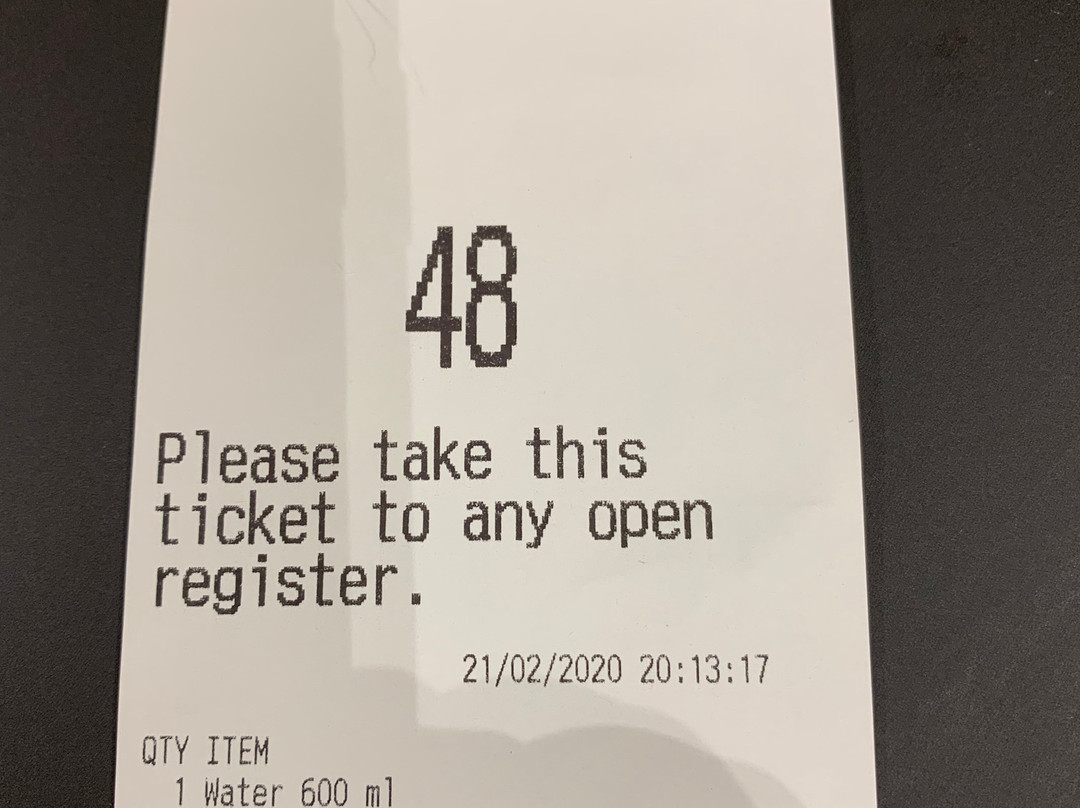 48
Please take this
ticket to any open
register.
21/02/2020 20:13:17
QTY ITEM
1 Water 600 ml